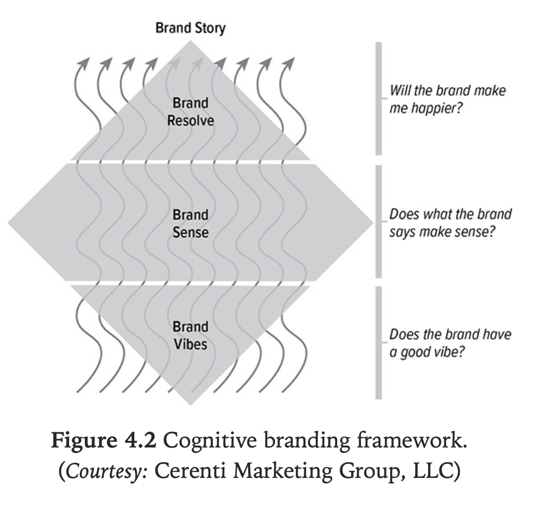 Brand Story
Brand
Resolve
Will the brand make
me happier?
Brand
Sense
Does what the brand
says make sense?
Brand
Vibes
Does the brand have
a good vibe?
Figure 4.2 Cognitive branding framework.
(Courtesy: Cerenti Marketing Group, LLC)